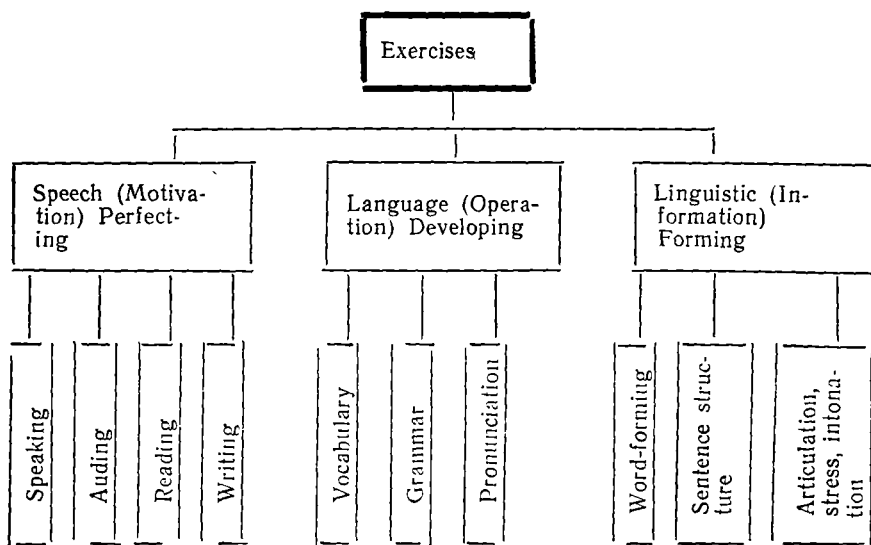 Exercises
Speech (Motiva-
tion) Perfect-
ing
Language (Opera-
tion) Developing
Linguistic (In-
formation)
Forming
Speaking
Auding
Reading
Writing
Vocabulary
Grammar
Pronunciation
Word-forming
Sentence struc-
ture
Articulation,
stress, intona-
tion